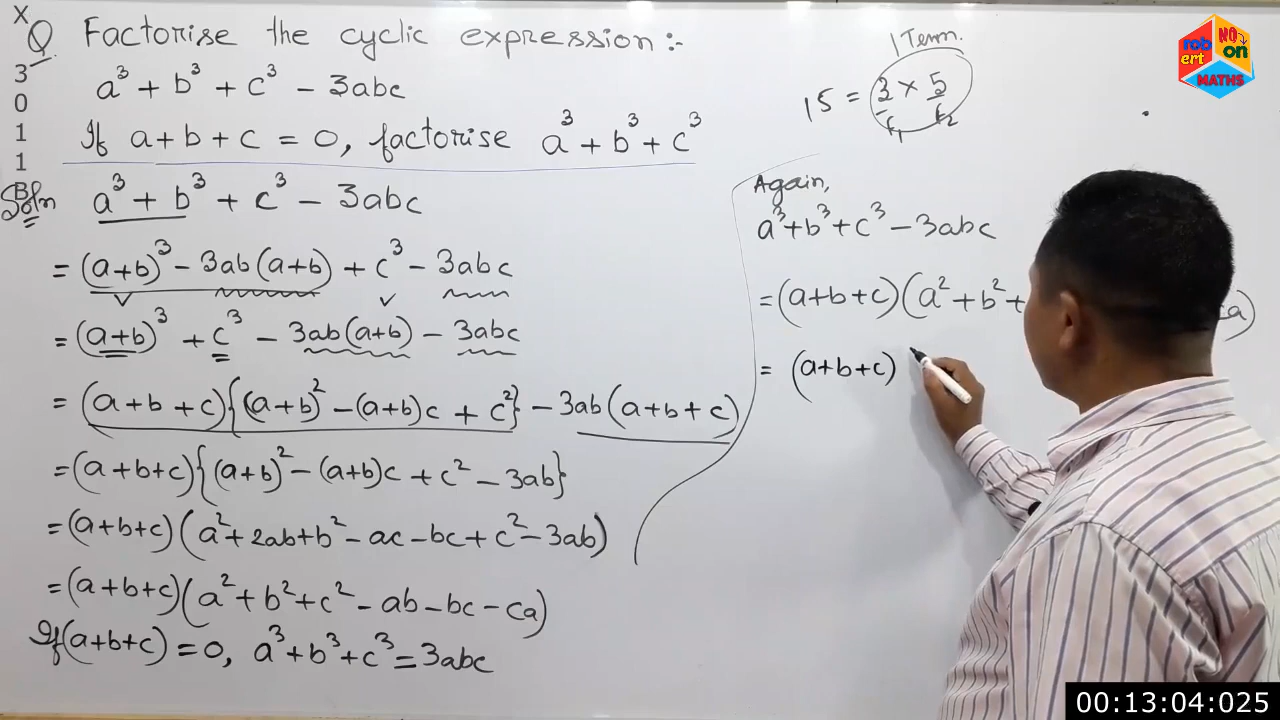 X
3
0
1
1
B
Q. Factorise the cyclic expression :-
a³ + b³ + c³ - 3abc
If a+b+c = 0, factorise a³ + b³ + c³
Soln a³ + b³ + c³ - 3abc
= (a+b)³ - 3ab(a+b) + c³ - 3abc
= (a+b)³ + c³ - 3ab(a+b) - 3abc
= (a+b+c){(a+b)² - (a+b)c + c²} - 3ab(a+b+c)
= (a+b+c){(a+b)² - (a+b)c + c² - 3ab}
= (a+b+c)(a² + 2ab + b² - ac - bc + c² - 3ab)
= (a+b+c)(a² + b² + c² - ab - bc - ca)
If (a+b+c) = 0, a³ + b³ + c³ = 3abc
1 Term.
15 = 3 × 5
f₁ f₂
Again,
a³ + b³ + c³ - 3abc
= (a+b+c)(a² + b² + ca)
= (a+b+c)
rob
ert
NO
on
MATHS
00:13:04:025